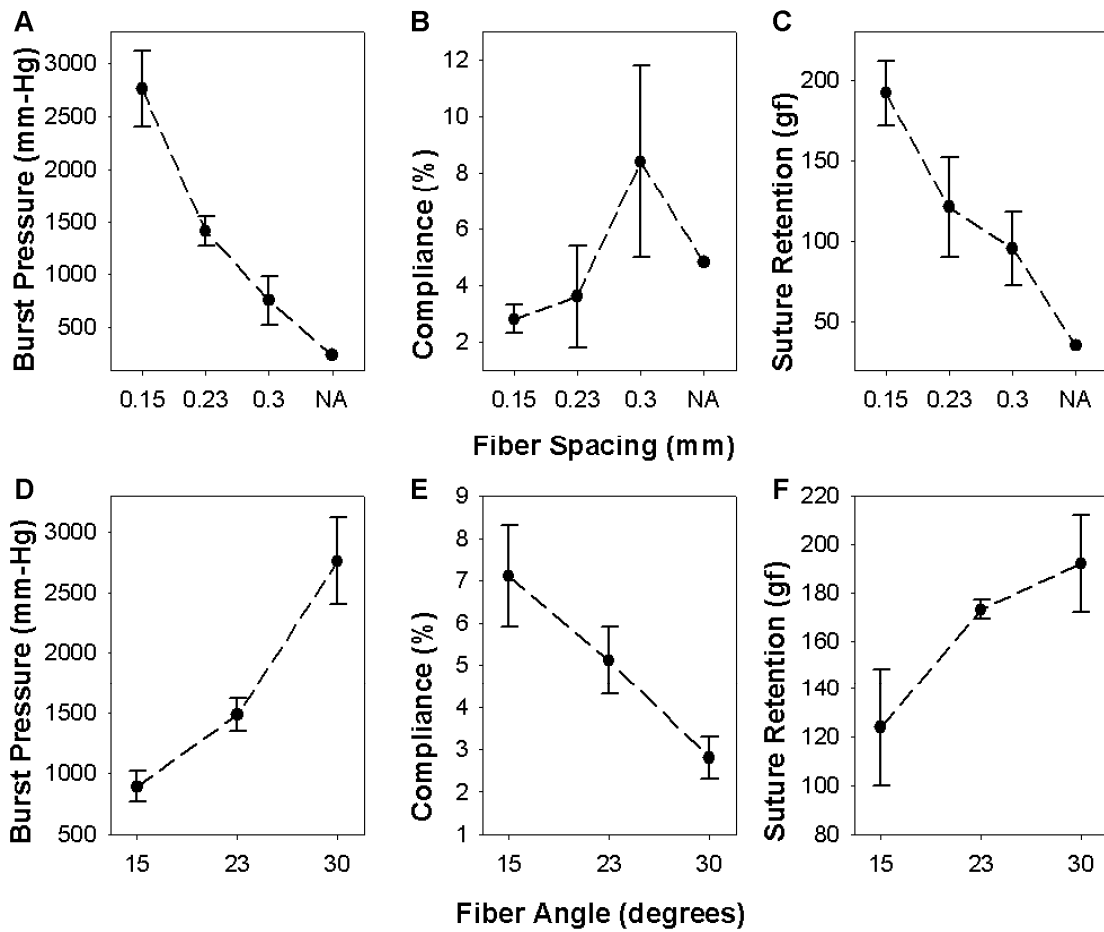 A
Burst Pressure (mm-Hg)
3000
2500
2000
1500
1000
500
0.15 0.23 0.3 NA
B
Compliance (%)
12
10
8
6
4
2
0.15 0.23 0.3 NA
C
Suture Retention (gf)
200
150
100
50
0.15 0.23 0.3 NA
Fiber Spacing (mm)
D
Burst Pressure (mm-Hg)
3000
2500
2000
1500
1000
500
15 23 30
E
Compliance (%)
9
8
7
6
5
4
3
2
1
15 23 30
F
Suture Retention (gf)
220
200
180
160
140
120
100
80
15 23 30
Fiber Angle (degrees)